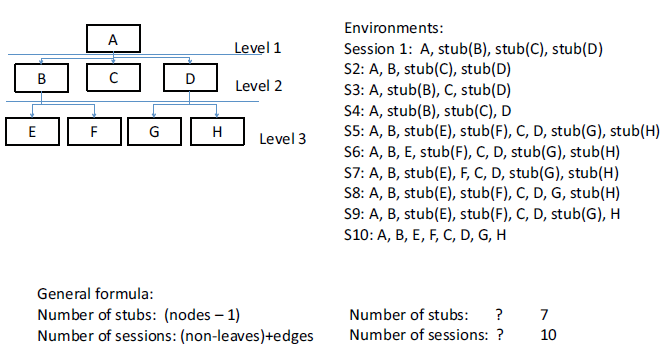 A
Level 1
B
C
D
Level 2
E
F
G
H
Level 3
Environments:
Session 1: A, stub(B), stub(C), stub(D)
S2: A, B, stub(C), stub(D)
S3: A, stub(B), C, stub(D)
S4: A, stub(B), stub(C), D
S5: A, B, stub(E), stub(F), C, D, stub(G), stub(H)
S6: A, B, E, stub(F), C, D, stub(G), stub(H)
S7: A, B, stub(E), F, C, D, stub(G), stub(H)
S8: A, B, stub(E), stub(F), C, D, G, stub(H)
S9: A, B, stub(E), stub(F), C, D, stub(G), H
S10: A, B, E, F, C, D, G, H
General formula:
Number of stubs: (nodes – 1)
Number of sessions: (non-leaves)+edges
Number of stubs: ? 7
Number of sessions: ? 10